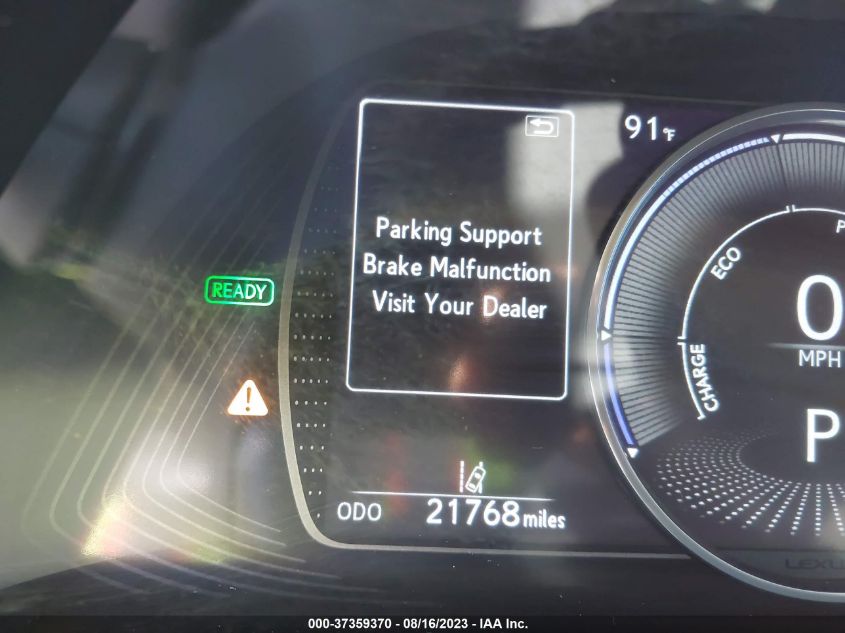 91°F
Parking Support
Brake Malfunction
Visit Your Dealer
READY
ECO
CHARGE
0
MPH
P
ODO 21768 miles
LEXUS
000-37359370 - 08/16/2023 - IAA Inc.